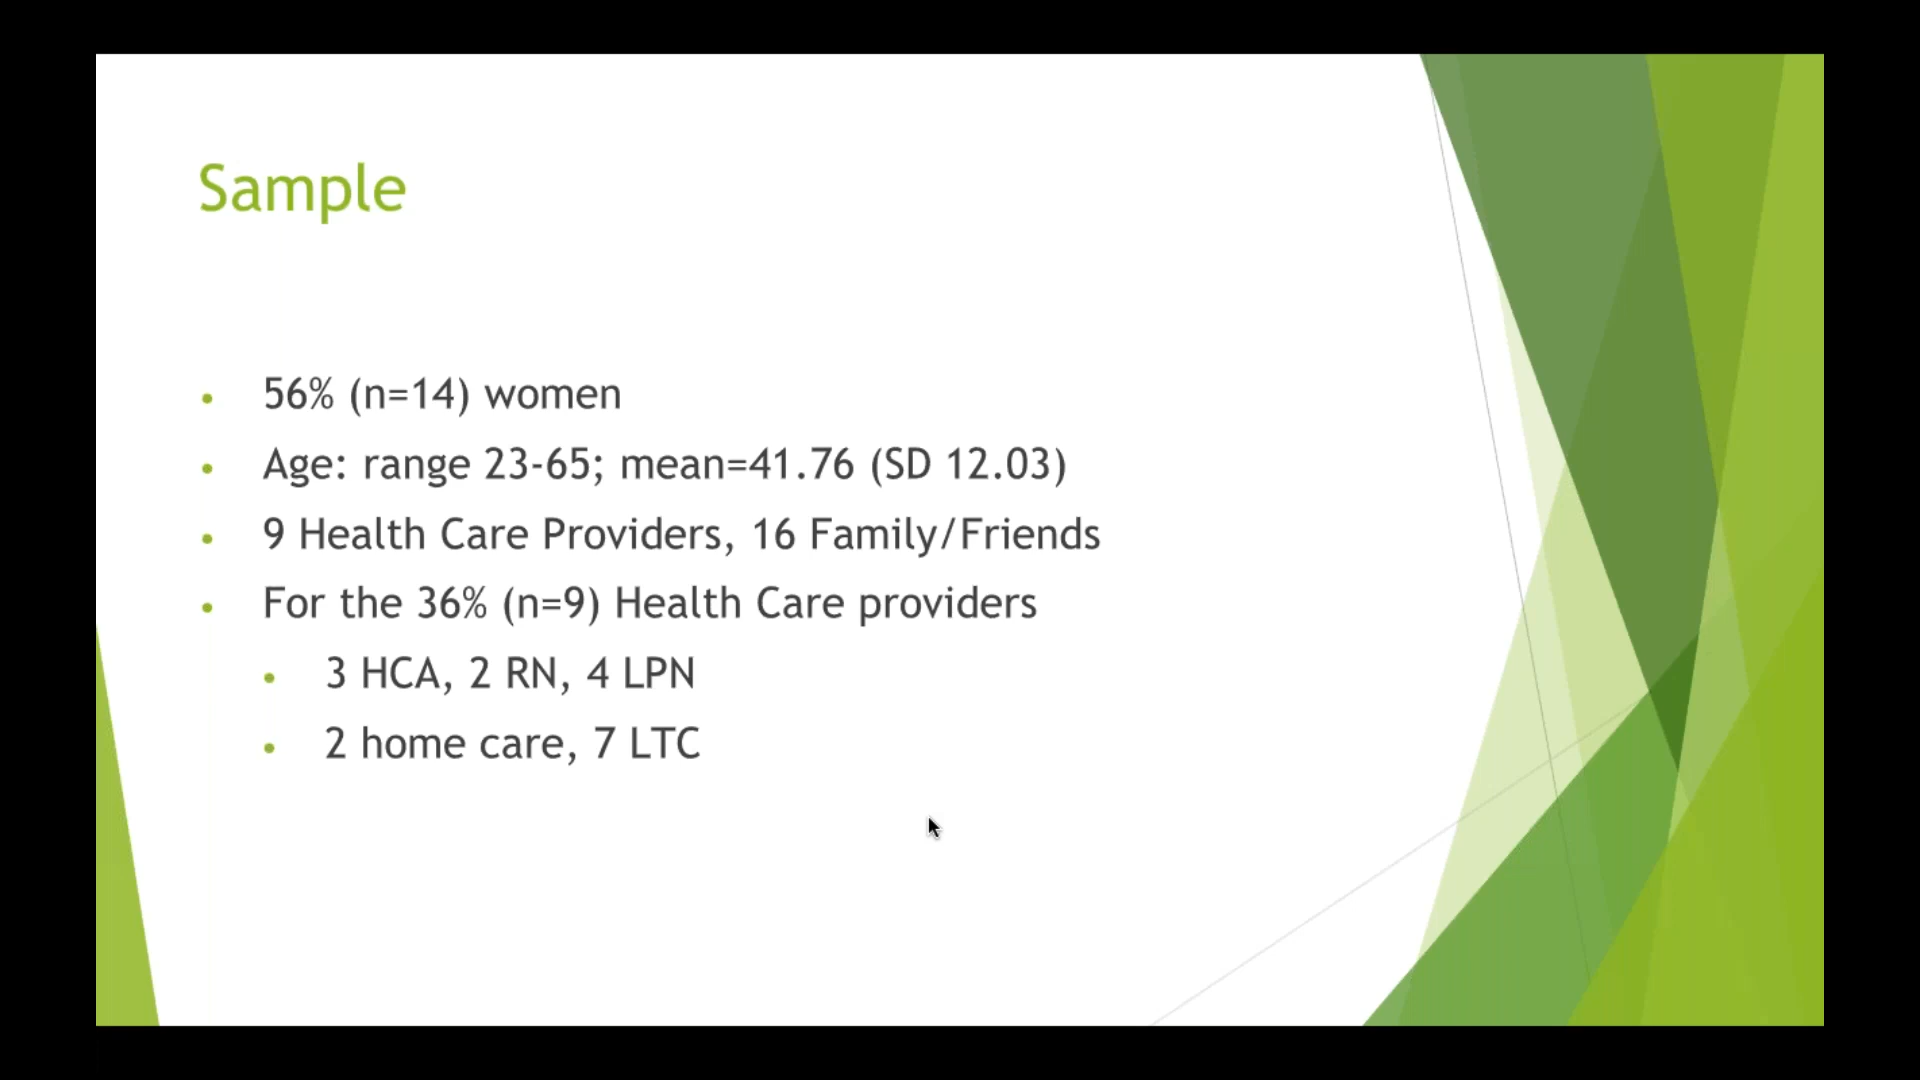 Sample
56% (n=14) women
Age: range 23-65; mean=41.76 (SD 12.03)
9 Health Care Providers, 16 Family/Friends
For the 36% (n=9) Health Care providers
3 HCA, 2 RN, 4 LPN
2 home care, 7 LTC